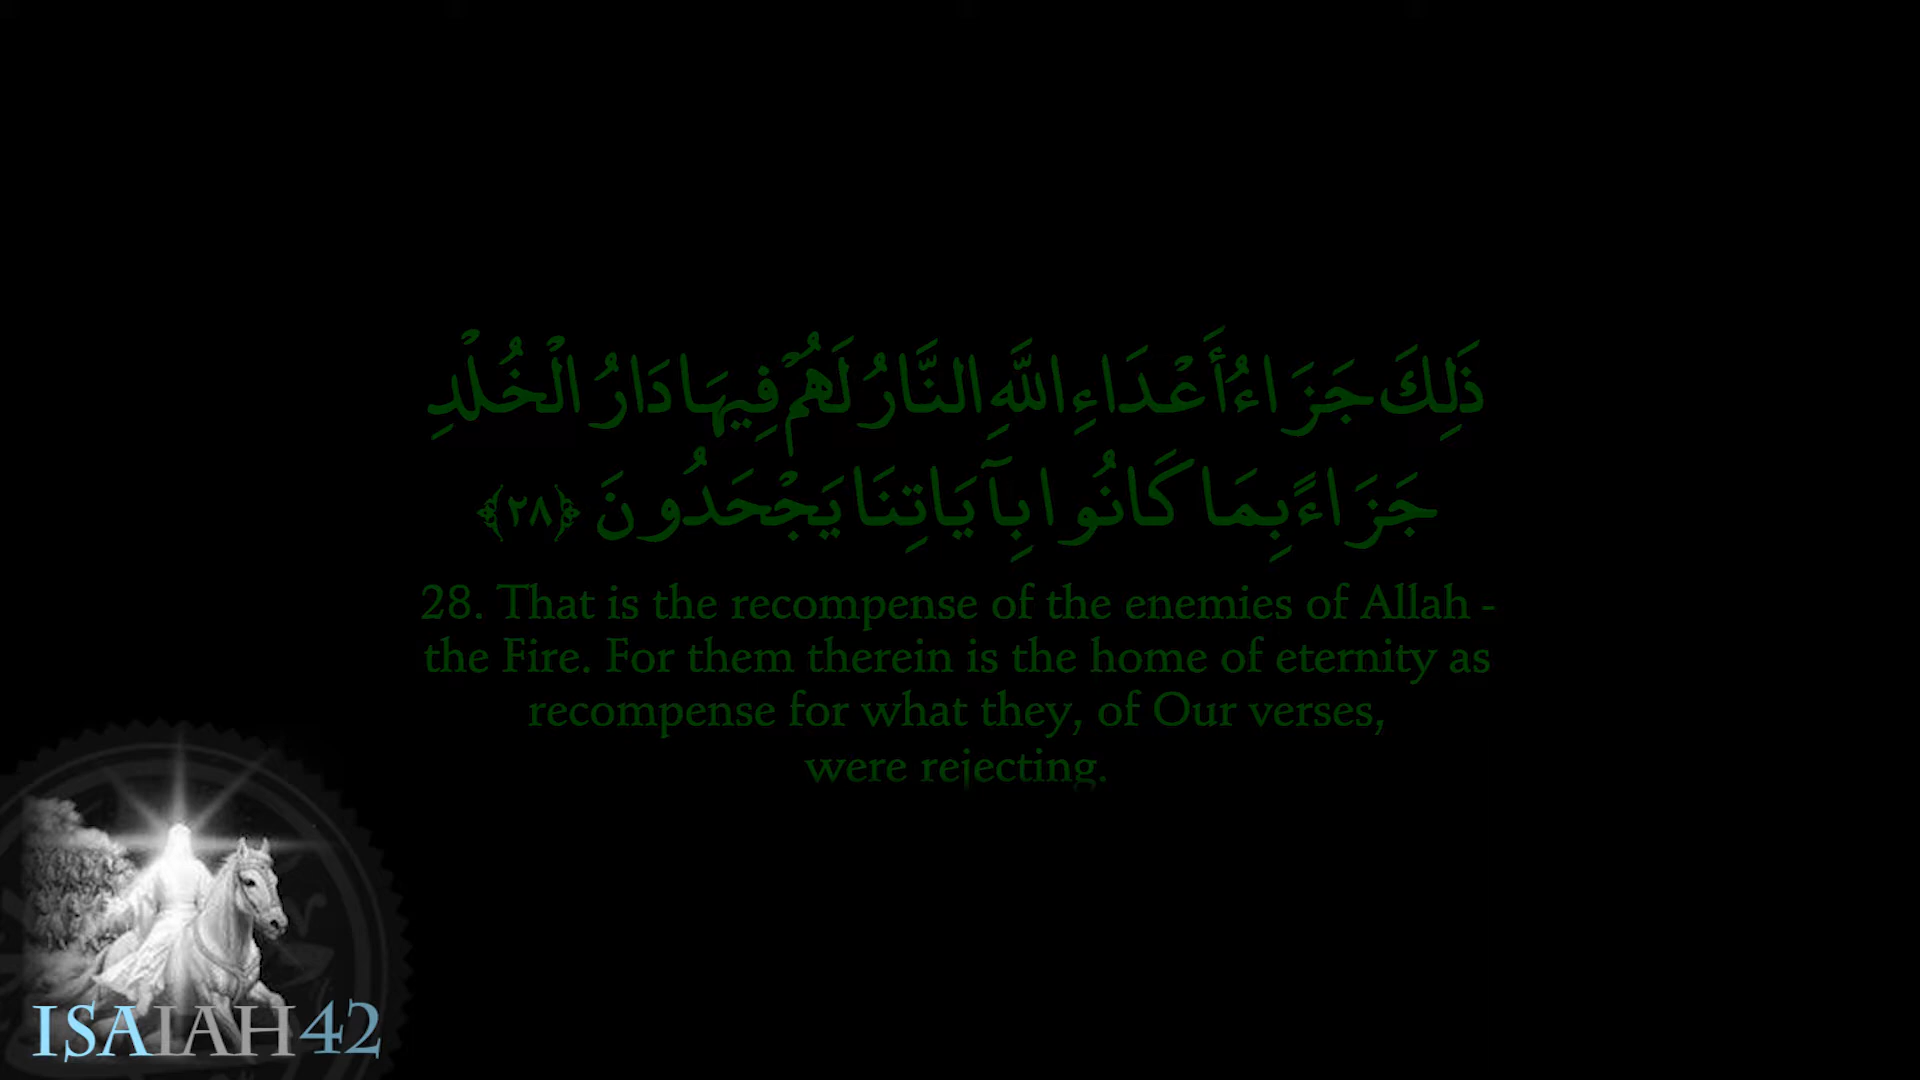 ذَلِكَ جَزَاءُ أَعْدَاءِ اللَّهِ النَّارُ لَهُمْ فِيهَا دَارُ الْخُلْدِ
جَزَاءً بِمَا كَانُوا بِآيَاتِنَا يَجْحَدُونَ ﴿٢٨﴾
28. That is the recompense of the enemies of Allah -
the Fire. For them therein is the home of eternity as
recompense for what they, of Our verses,
were rejecting.
ISAIAH 42